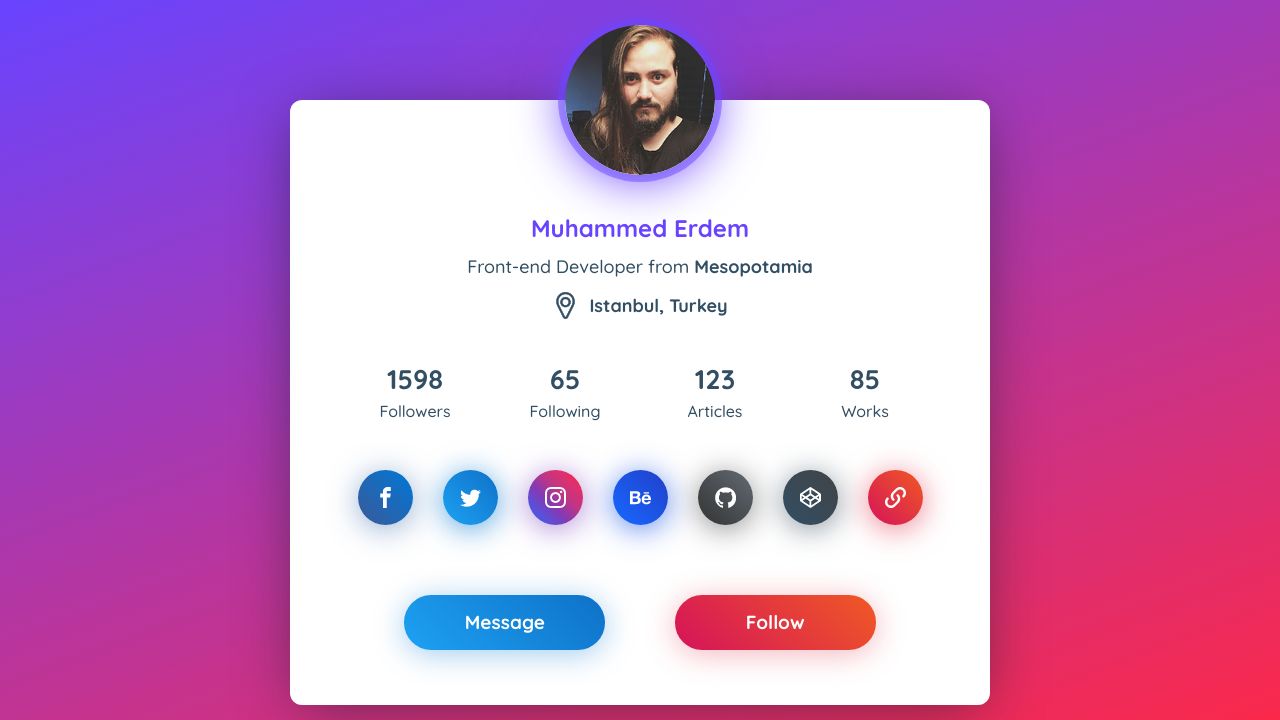 Muhammed Erdem
Front-end Developer from Mesopotamia
Istanbul, Turkey
1598 65 123 85
Followers Following Articles Works
Bē
Message Follow